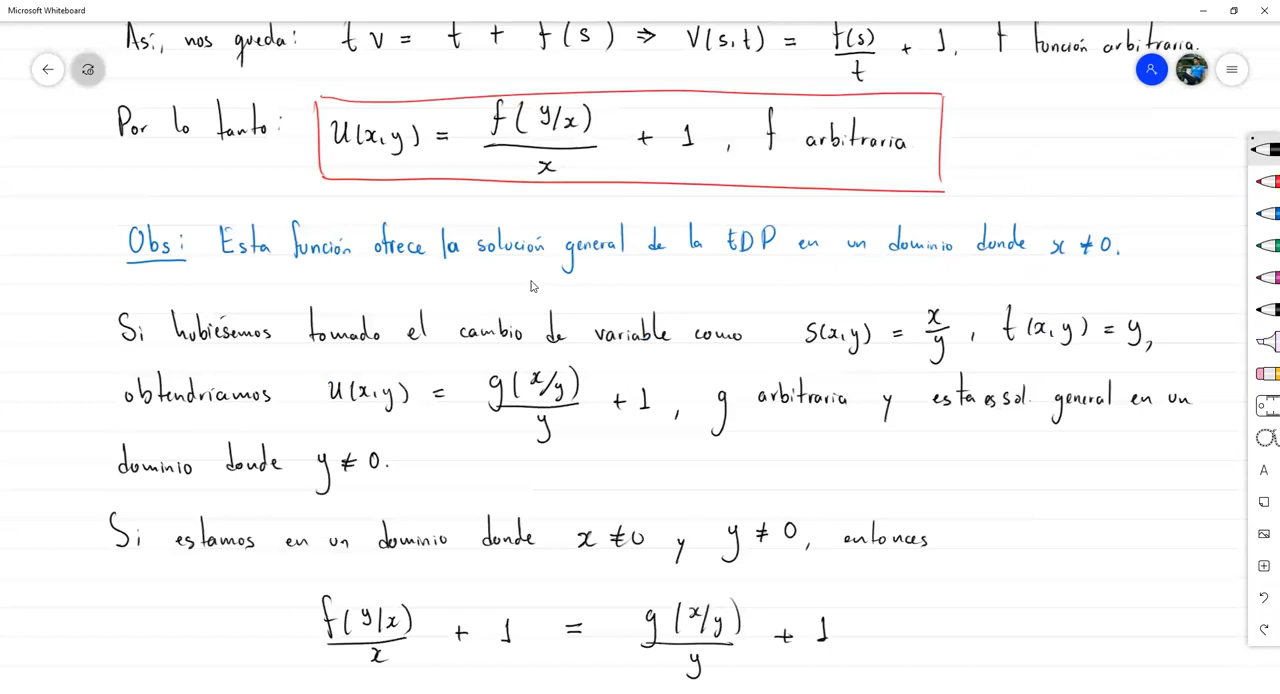 Microsoft Whiteboard
Así, nos queda: t v = t + f(s) ⇒ v(s,t) = f(s)/t + 1, f función arbitraria.
Por lo tanto: u(x,y) = f(y/x)/x + 1, f arbitraria
Obs: Esta función ofrece la solución general de la EDP en un dominio donde x ≠ 0.
Si hubiésemos tomado el cambio de variable como s(x,y) = x/y, t(x,y) = y,
obtendríamos u(x,y) = g(x/y)/y + 1, g arbitraria y esta es sol. general en un
dominio donde y ≠ 0.
Si estamos en un dominio donde x ≠ 0 y y ≠ 0, entonces
f(y/x)/x + 1 = g(x/y)/y + 1